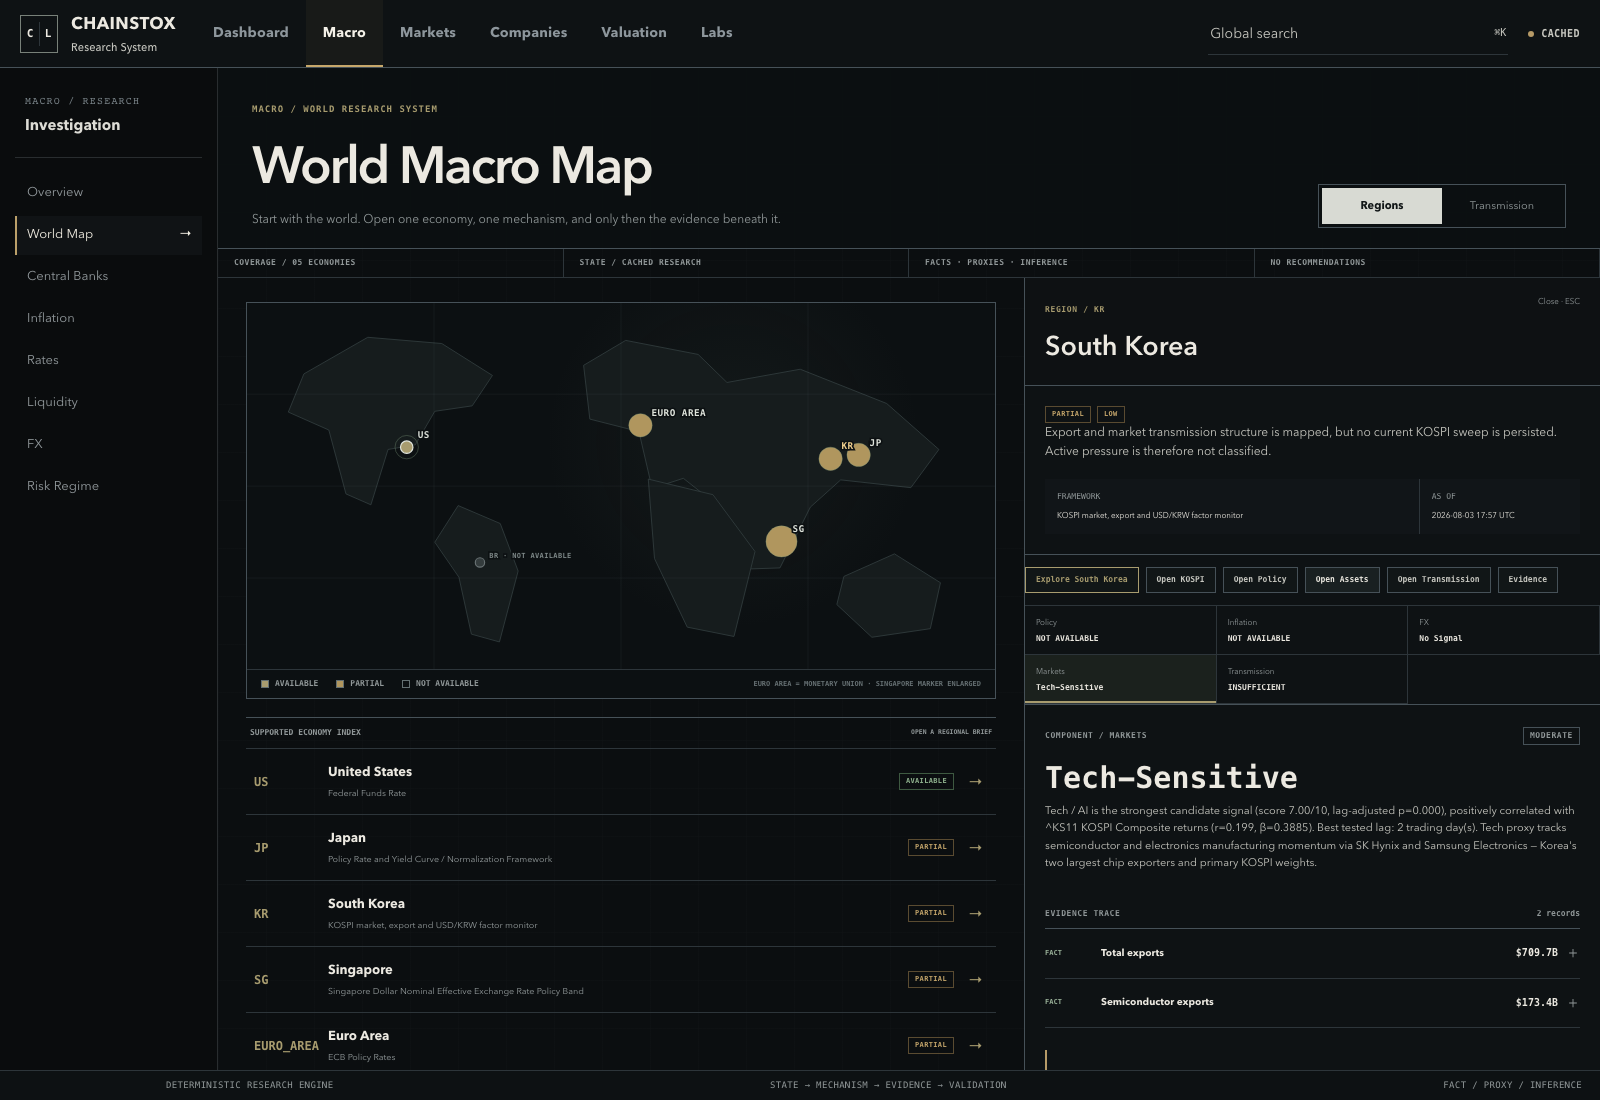 C L
CHAINSTOX
Research System
Dashboard
Macro
Markets
Companies
Valuation
Labs
Global search
⌘K
CACHED
MACRO / RESEARCH
Investigation
Overview
World Map →
Central Banks
Inflation
Rates
Liquidity
FX
Risk Regime
MACRO / WORLD RESEARCH SYSTEM
World Macro Map
Start with the world. Open one economy, one mechanism, and only then the evidence beneath it.
Regions
Transmission
COVERAGE / 05 ECONOMIES
STATE / CACHED RESEARCH
FACTS · PROXIES · INFERENCE
NO RECOMMENDATIONS
US
EURO AREA
KR
JP
SG
BR · NOT AVAILABLE
AVAILABLE
PARTIAL
NOT AVAILABLE
EURO AREA = MONETARY UNION · SINGAPORE MARKER ENLARGED
SUPPORTED ECONOMY INDEX
OPEN A REGIONAL BRIEF
US
United States
Federal Funds Rate
AVAILABLE →
JP
Japan
Policy Rate and Yield Curve / Normalization Framework
PARTIAL →
KR
South Korea
KOSPI market, export and USD/KRW factor monitor
PARTIAL →
SG
Singapore
Singapore Dollar Nominal Effective Exchange Rate Policy Band
PARTIAL →
EURO_AREA
Euro Area
ECB Policy Rates
PARTIAL →
REGION / KR
Close · ESC
South Korea
PARTIAL
LOW
Export and market transmission structure is mapped, but no current KOSPI sweep is persisted.
Active pressure is therefore not classified.
FRAMEWORK
KOSPI market, export and USD/KRW factor monitor
AS OF
2026-08-03 17:57 UTC
Explore South Korea
Open KOSPI
Open Policy
Open Assets
Open Transmission
Evidence
Policy
NOT AVAILABLE
Inflation
NOT AVAILABLE
FX
No Signal
Markets
Tech-Sensitive
Transmission
INSUFFICIENT
COMPONENT / MARKETS
MODERATE
Tech-Sensitive
Tech / AI is the strongest candidate signal (score 7.00/10, lag-adjusted p=0.000), positively correlated with
^KS11 KOSPI Composite returns (r=0.199, β=0.3885). Best tested lag: 2 trading day(s). Tech proxy tracks
semiconductor and electronics manufacturing momentum via SK Hynix and Samsung Electronics — Korea's
two largest chip exporters and primary KOSPI weights.
EVIDENCE TRACE
2 records
FACT
Total exports
$709.7B +
FACT
Semiconductor exports
$173.4B +
DETERMINISTIC RESEARCH ENGINE
STATE → MECHANISM → EVIDENCE → VALIDATION
FACT / PROXY / INFERENCE